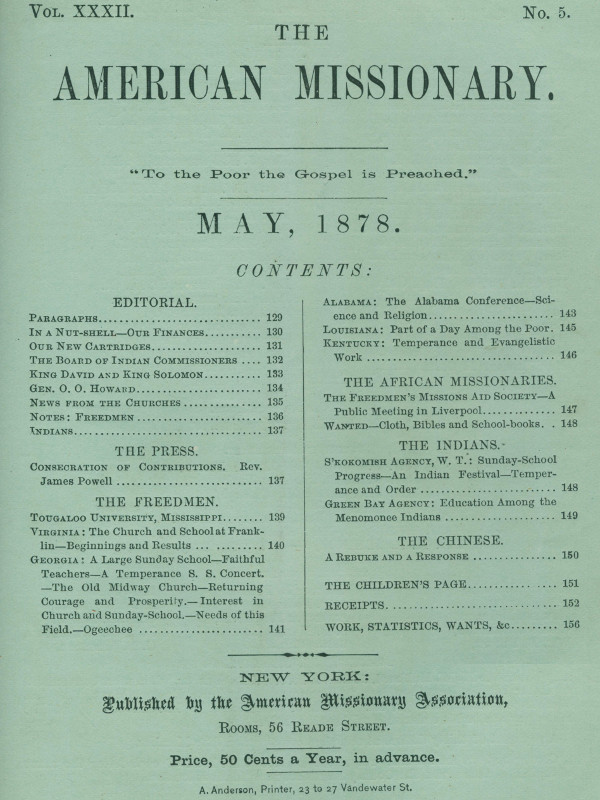 VOL. XXXII.
No. 5.
THE
AMERICAN MISSIONARY.
"To the Poor the Gospel is Preached."
MAY, 1878.
CONTENTS:
EDITORIAL.
PARAGRAPHS.............................. 129
IN A NUT-SHELL—OUR FINANCES.......... 130
OUR NEW CARTRIDGES.................... 131
THE BOARD OF INDIAN COMMISSIONERS .... 132
KING DAVID AND KING SOLOMON........... 133
GEN. O. O. HOWARD...................... 134
NEWS FROM THE CHURCHES ............... 135
NOTES: FREEDMEN ....................... 136
INDIANS.................................. 137
THE PRESS.
CONSECRATION OF CONTRIBUTIONS. Rev.
James Powell ........................... 137
THE FREEDMEN.
TOUGALOO UNIVERSITY, MISSISSIPPI........ 139
VIRGINIA: The Church and School at Frank-
lin—Beginnings and Results ... ......... 140
GEORGIA: A Large Sunday School—Faithful
Teachers—A Temperance S. S. Concert.
—The Old Midway Church—Returning
Courage and Prosperity.—Interest in
Church and Sunday-School.—Needs of this
Field.—Ogeechee ....................... 141
ALABAMA: The Alabama Conference—Sci-
ence and Religion....................... 143
LOUISIANA: Part of a Day Among the Poor. 145
KENTUCKY: Temperance and Evangelistic
Work ................................... 146
THE AFRICAN MISSIONARIES.
THE FREEDMEN'S MISSIONS AID SOCIETY—A
Public Meeting in Liverpool.............. 147
WANTED—Cloth, Bibles and School-books. . 148
THE INDIANS.
S'KOKOMISH AGENCY, W. T.: Sunday-School
Progress—An Indian Festival—Temper-
ance and Order ......................... 148
GREEN BAY AGENCY: Education Among the
Menomonee Indians ..................... 149
THE CHINESE.
A REBUKE AND A RESPONSE ............... 150
THE CHILDREN'S PAGE.................. 151
RECEIPTS. .............................. 152
WORK, STATISTICS, WANTS, &c......... 156
NEW YORK:
Published by the American Missionary Association,
ROOMS, 56 READE STREET.
Price, 50 Cents a Year, in advance.
A. Anderson, Printer, 23 to 27 Vandewater St.